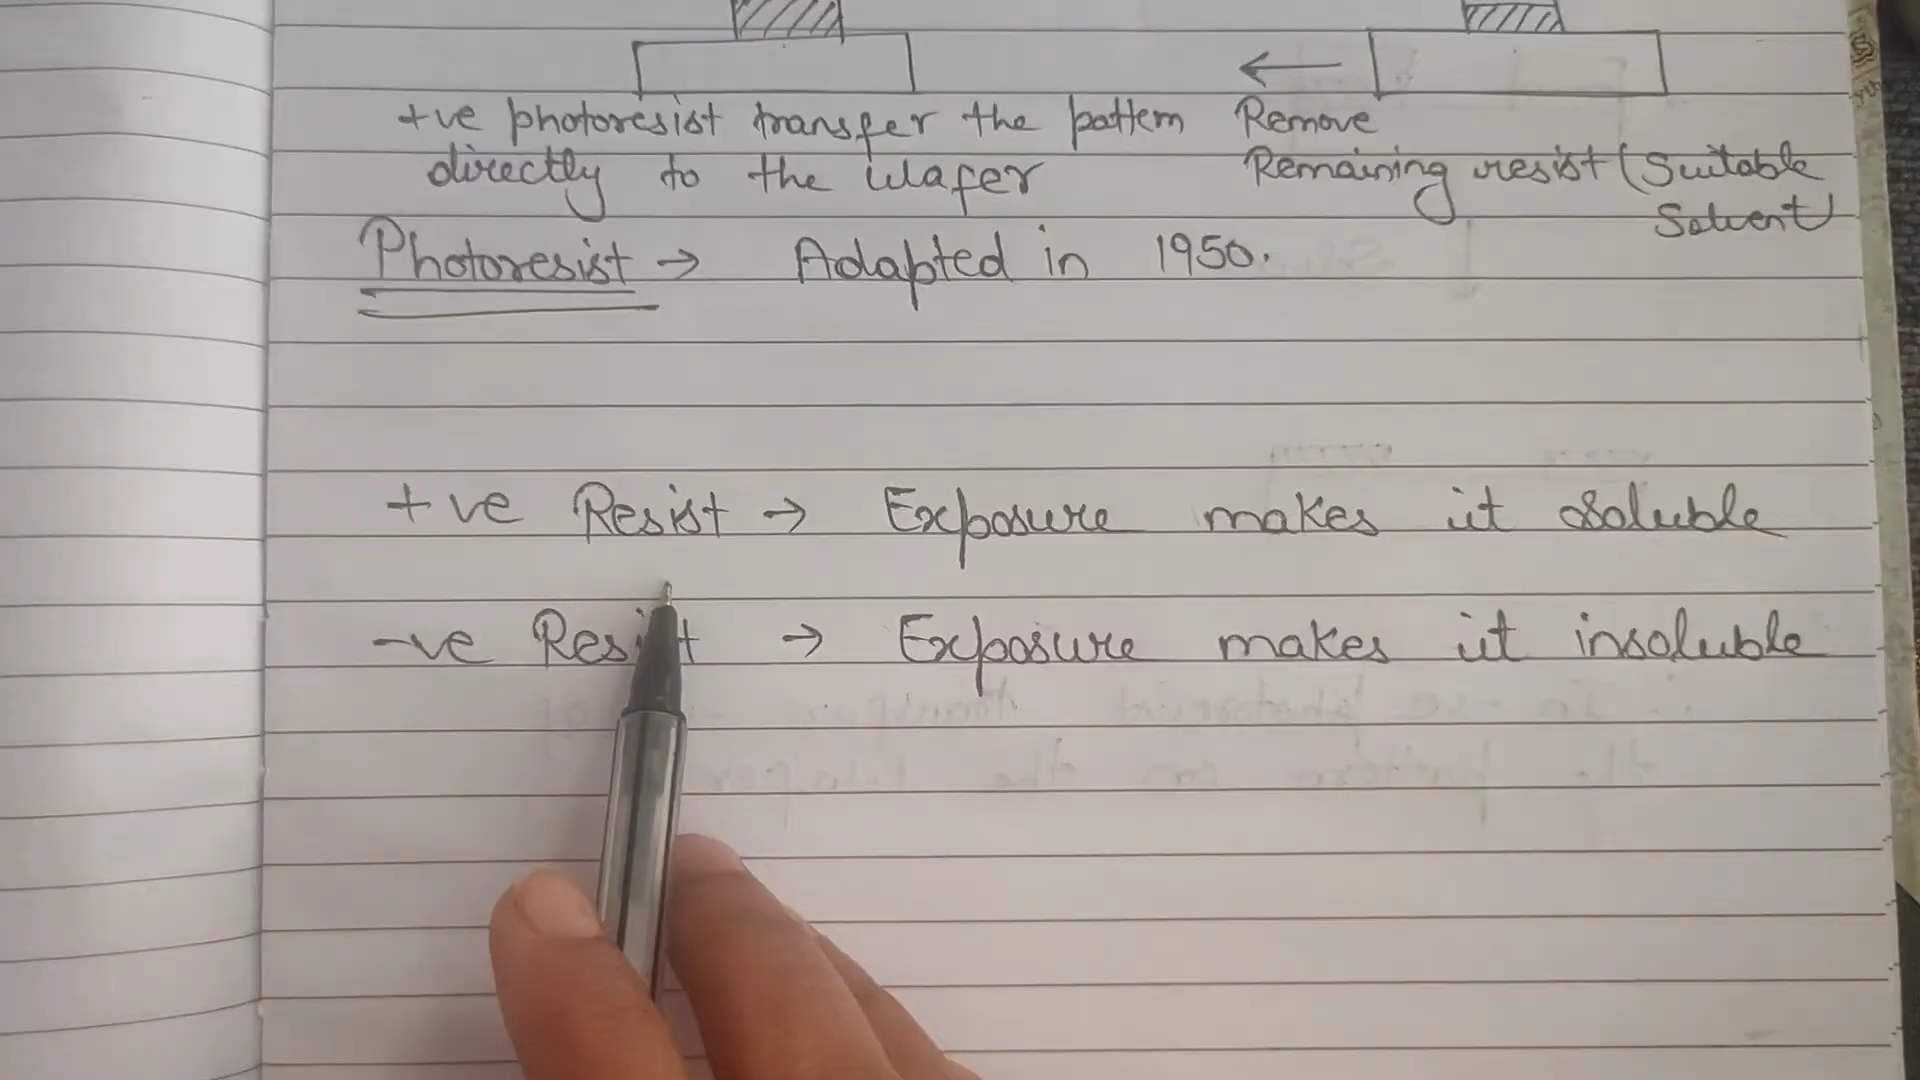 +ve photoresist transfer the pattern
directly to the wafer
Remove
Remaining resist (Suitable
Solvent)
Photoresist → Adapted in 1950.
+ve Resist → Exposure makes it soluble
-ve Resist → Exposure makes it insoluble